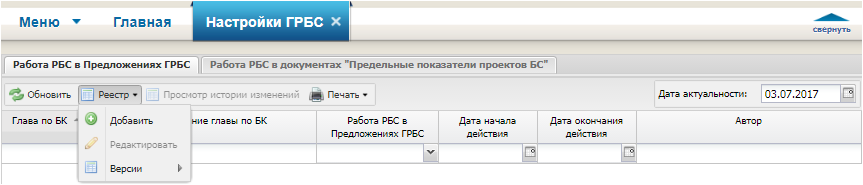 Меню Главная Настройки ГРБС
свернуть
Работа РБС в Предложениях ГРБС Работа РБС в документах "Предельные показатели проектов БС"
Обновить Реестр Просмотр истории изменений Печать Дата актуальности: 03.07.2017
Глава по БК ние главы по БК Работа РБС в Предложениях ГРБС Дата начала действия Дата окончания действия Автор
Добавить
Редактировать
Версии